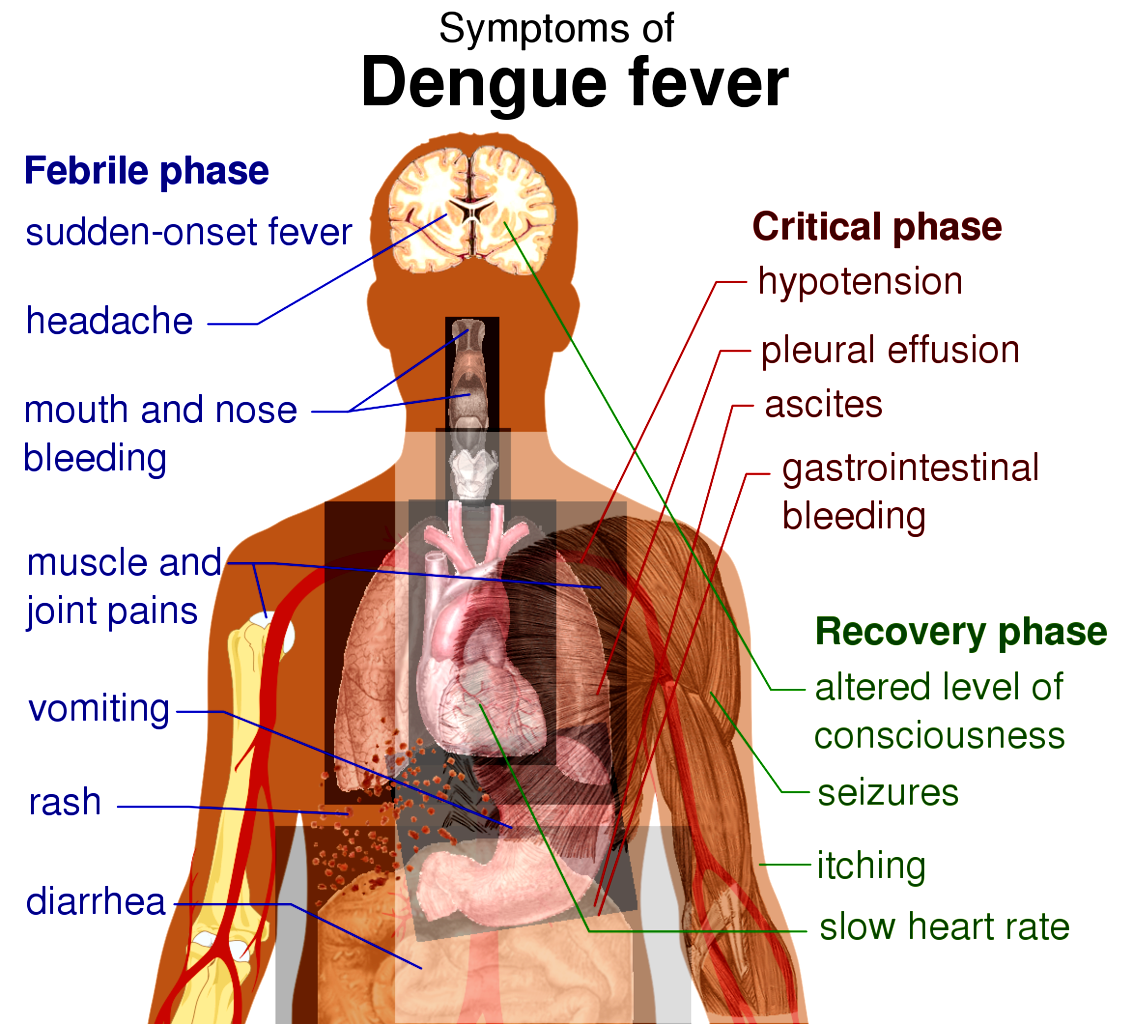 Symptoms of
Dengue fever
Febrile phase
sudden-onset fever
headache
mouth and nose
bleeding
muscle and
joint pains
vomiting
rash
diarrhea
Critical phase
hypotension
pleural effusion
ascites
gastrointestinal
bleeding
Recovery phase
altered level of
consciousness
seizures
itching
slow heart rate